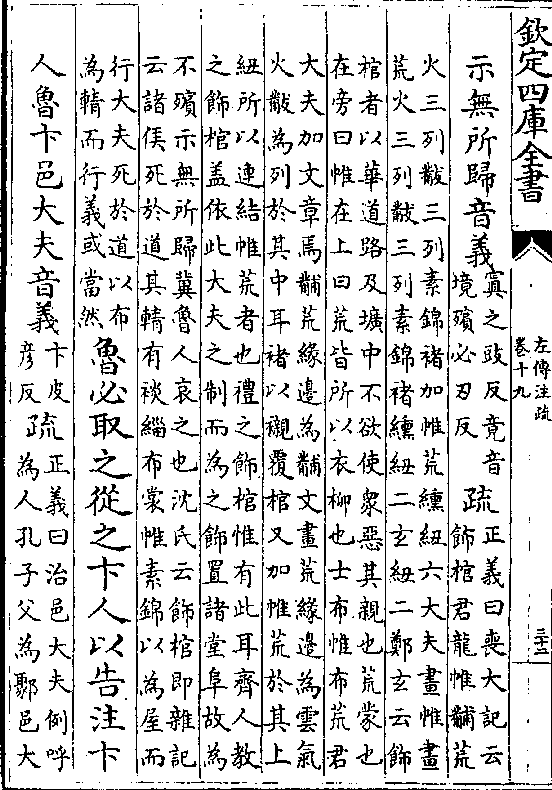 欽定四庫全書
左傳注疏
卷十九
三十二
示無所歸音義
寘之豉反竟音
境殯必刃反
疏
正義曰喪大記云
飾棺君龍帷黼荒
火三列黻三列素錦褚加帷荒纁紐六大夫畫帷畫
荒火三列黻三列素錦褚纁紐二玄紐二鄭玄云飾
棺者以華道路及壙中不欲使衆惡其親也荒蒙也
在旁曰帷在上曰荒皆所以衣柳也士布帷布荒君
大夫加文章焉黼荒緣邊為黼文畫荒緣邊為雲氣
火黻為列於其中耳褚以襯覆棺又加帷荒於其上
紐所以連結帷荒者也禮之飾棺惟有此耳齊人教
之飾棺盖依此大夫之制而為之飾置諸堂阜故為
不殯示無所歸冀魯人哀之也沈氏云飾棺即雜記
云諸侯死於道其輤有裧緇布裳帷素錦以為屋而
行大夫死於道以布
為輤而行義或當然
魯必取之從之卞人以告注卞
人魯卞邑大夫音義
卞皮
彦反
疏
正義曰治邑大夫例呼
為人孔子父為鄹邑大